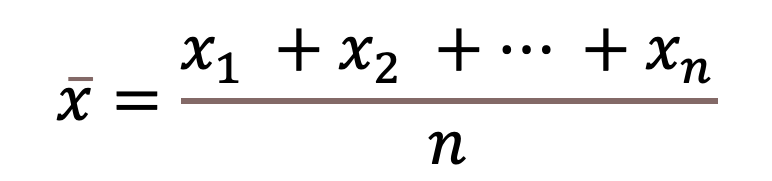 x̄ = (x₁ + x₂ + ⋯ + xₙ) / n